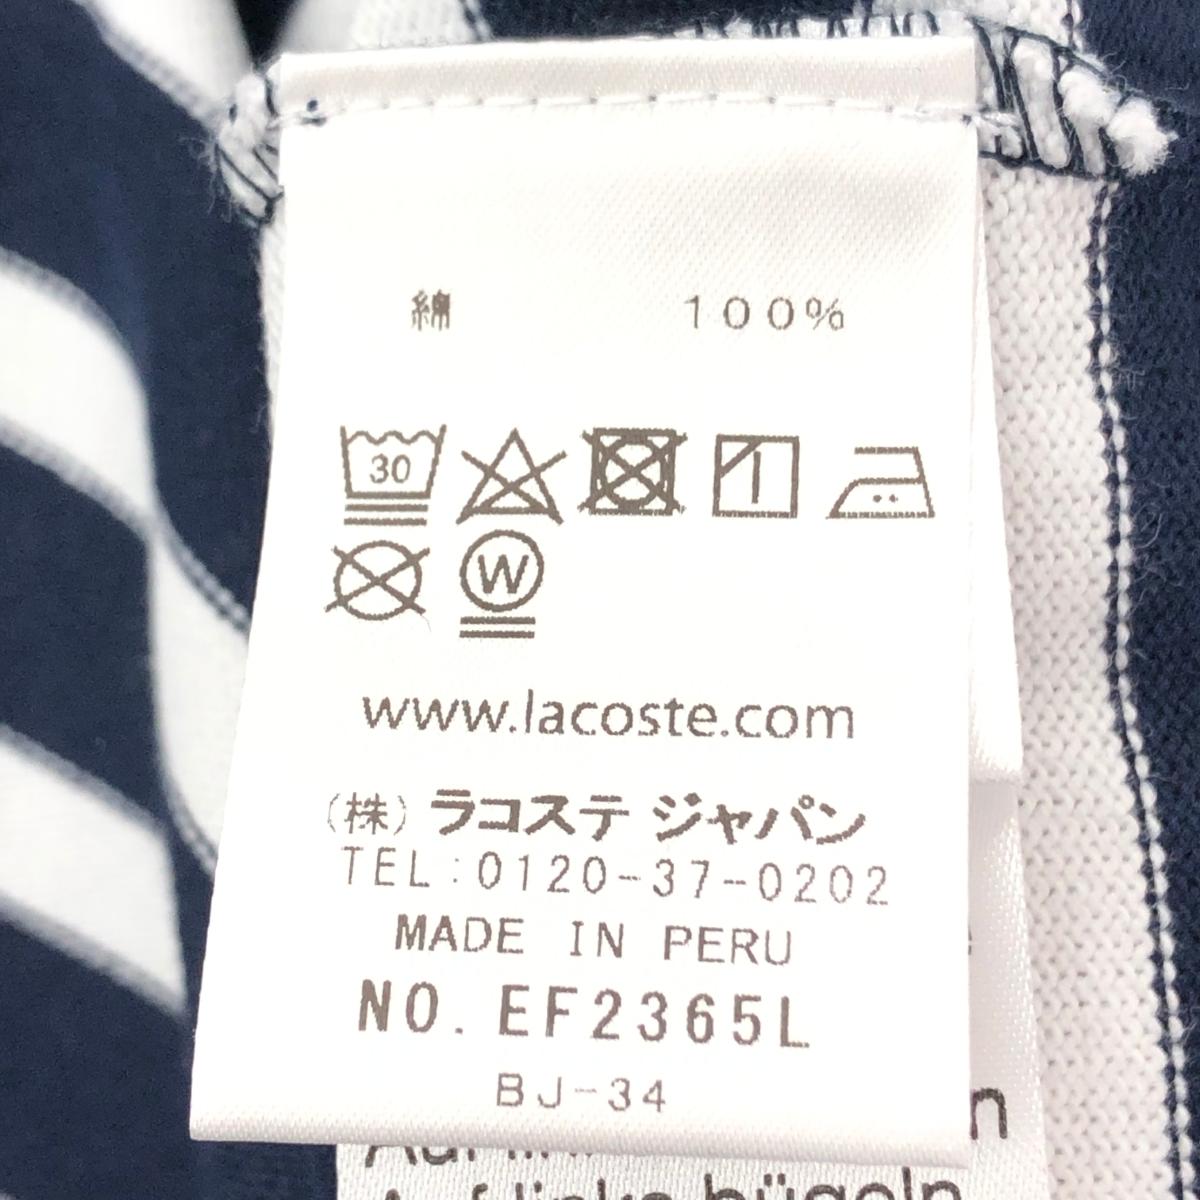 綿 100%
30
W
www.lacoste.com
(株) ラコステ ジャパン
TEL:0120-37-0202
MADE IN PERU
NO. EF2365L
BJ-34
n
bügeln